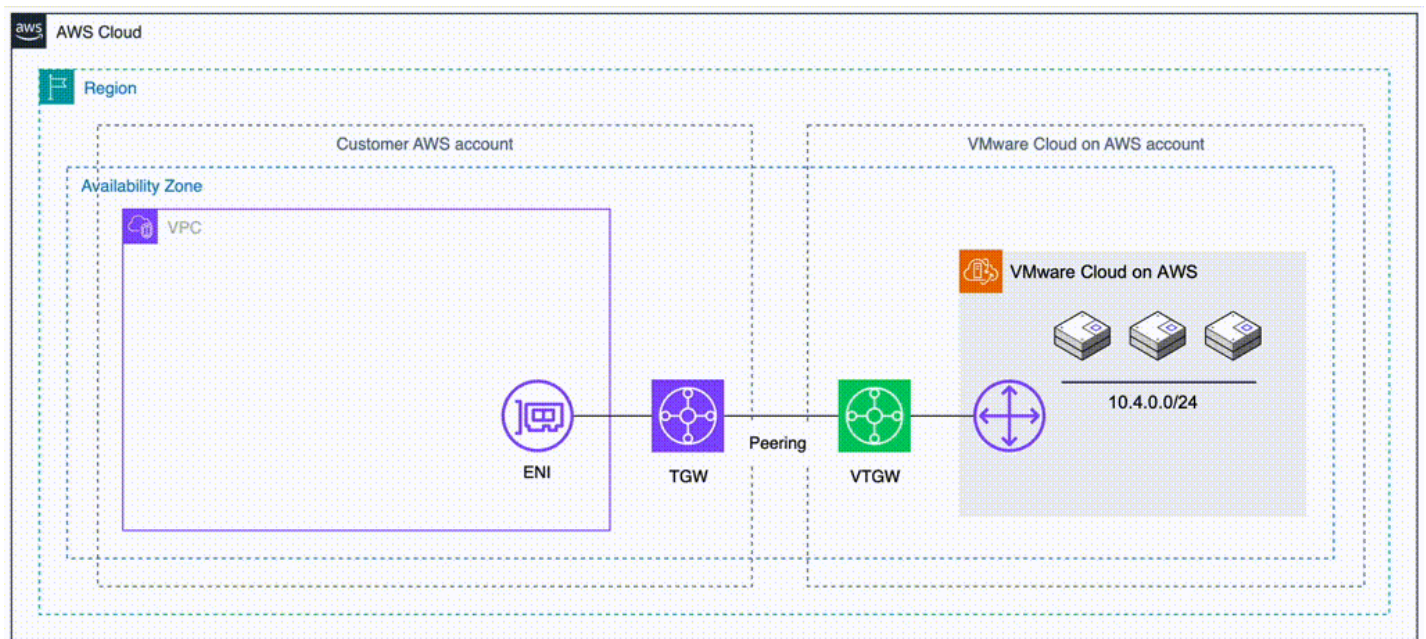 aws
AWS Cloud
Region
Customer AWS account
VMware Cloud on AWS account
Availability Zone
VPC
VMware Cloud on AWS
10.4.0.0/24
Peering
ENI
TGW
VTGW